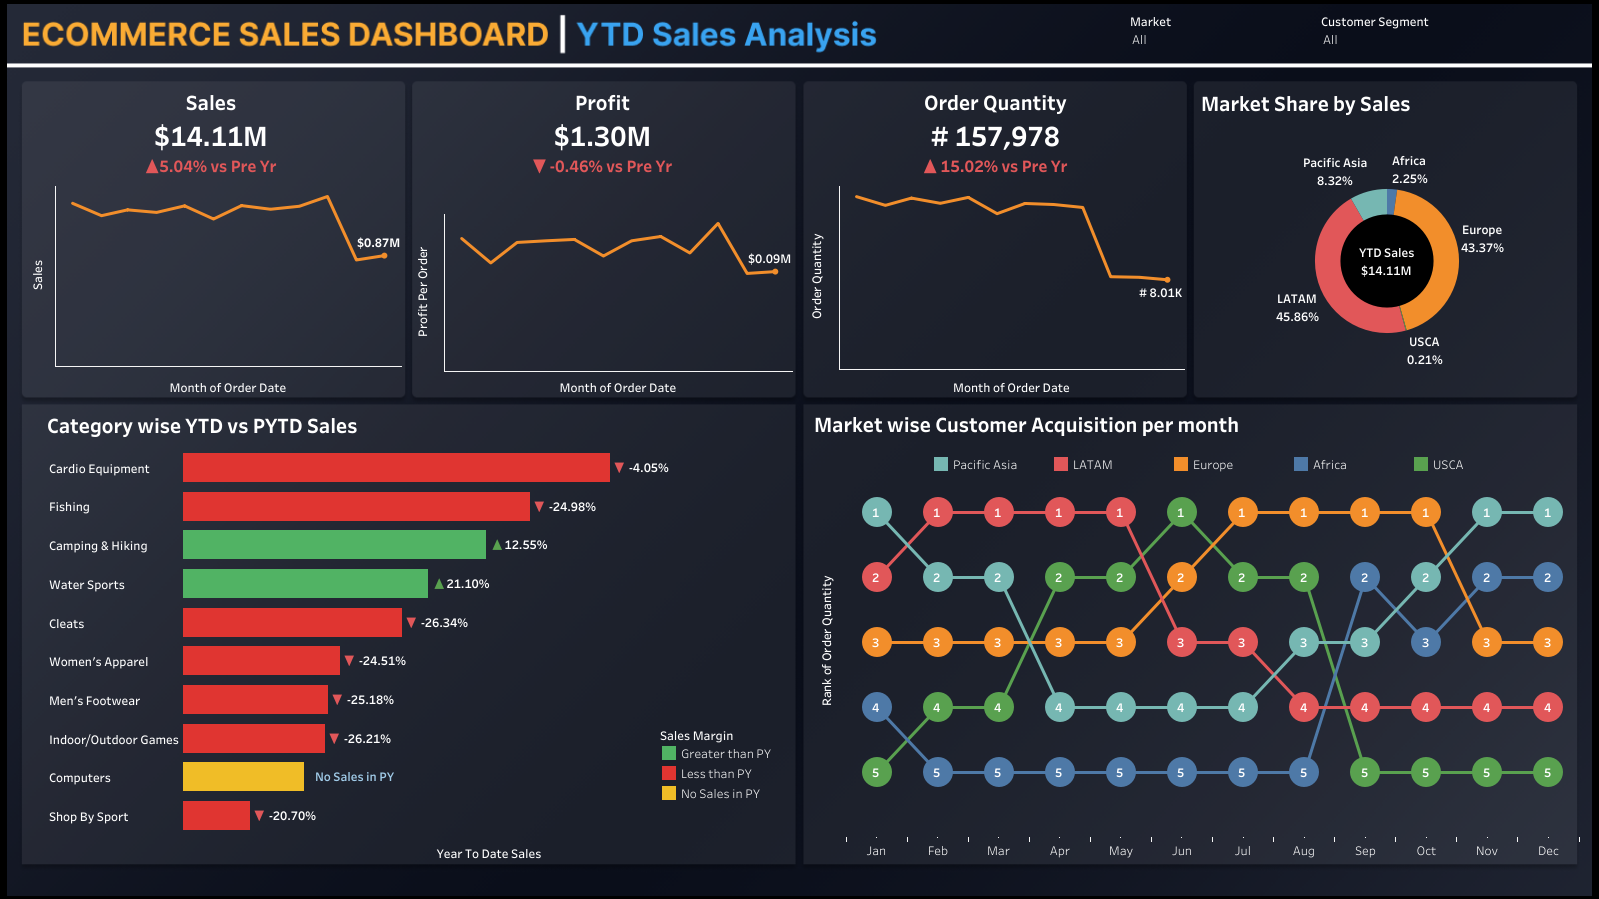 ECOMMERCE SALES DASHBOARD | YTD Sales Analysis
Market
All
Customer Segment
All
Sales
$14.11M
▲5.04% vs Pre Yr
$0.87M
Sales
Month of Order Date
Profit
$1.30M
▼ -0.46% vs Pre Yr
$0.09M
Profit Per Order
Month of Order Date
Order Quantity
# 157,978
▲ 15.02% vs Pre Yr
# 8.01K
Order Quantity
Month of Order Date
Market Share by Sales
Pacific Asia
8.32%
Africa
2.25%
Europe
43.37%
YTD Sales
$14.11M
LATAM
45.86%
USCA
0.21%
Category wise YTD vs PYTD Sales
Cardio Equipment ▼ -4.05%
Fishing ▼ -24.98%
Camping & Hiking ▲ 12.55%
Water Sports ▲ 21.10%
Cleats ▼ -26.34%
Women's Apparel ▼ -24.51%
Men's Footwear ▼ -25.18%
Indoor/Outdoor Games ▼ -26.21%
Computers No Sales in PY
Shop By Sport ▼ -20.70%
Sales Margin
Greater than PY
Less than PY
No Sales in PY
Year To Date Sales
Market wise Customer Acquisition per month
Pacific Asia LATAM Europe Africa USCA
Rank of Order Quantity
1 1 1 1 1 1 1 1 1 1 1 1
2 2 2 2 2 2 2 2 2 2 2 2
3 3 3 3 3 3 3 3 3 3 3 3
4 4 4 4 4 4 4 4 4 4 4 4
5 5 5 5 5 5 5 5 5 5 5 5
Jan Feb Mar Apr May Jun Jul Aug Sep Oct Nov Dec